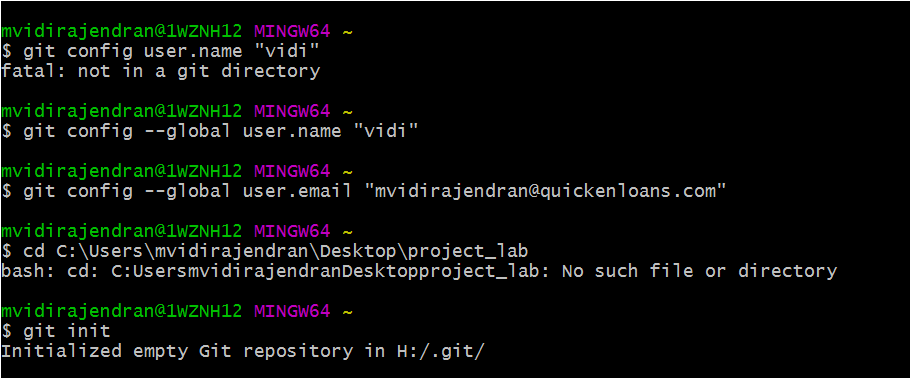 mvidirajendran@1WZNH12 MINGW64 ~
$ git config user.name "vidi"
fatal: not in a git directory
mvidirajendran@1WZNH12 MINGW64 ~
$ git config --global user.name "vidi"
mvidirajendran@1WZNH12 MINGW64 ~
$ git config --global user.email "mvidirajendran@quickenloans.com"
mvidirajendran@1WZNH12 MINGW64 ~
$ cd C:\Users\mvidirajendran\Desktop\project_lab
bash: cd: C:UsersmvidirajendranDesktopproject_lab: No such file or directory
mvidirajendran@1WZNH12 MINGW64 ~
$ git init
Initialized empty Git repository in H:/.git/